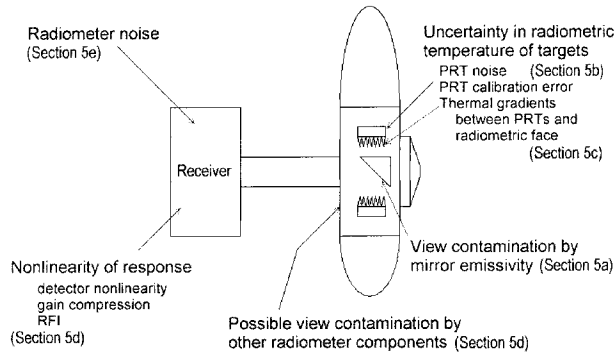 Radiometer noise
(Section 5e)
Uncertainty in radiometric
temperature of targets
PRT noise (Section 5b)
PRT calibration error
Thermal gradients
between PRTs and
radiometric face
(Section 5c)
Receiver
Nonlinearity of response
detector nonlinearity
gain compression
RFI
(Section 5d)
View contamination by
mirror emissivity (Section 5a)
Possible view contamination by
other radiometer components (Section 5d)